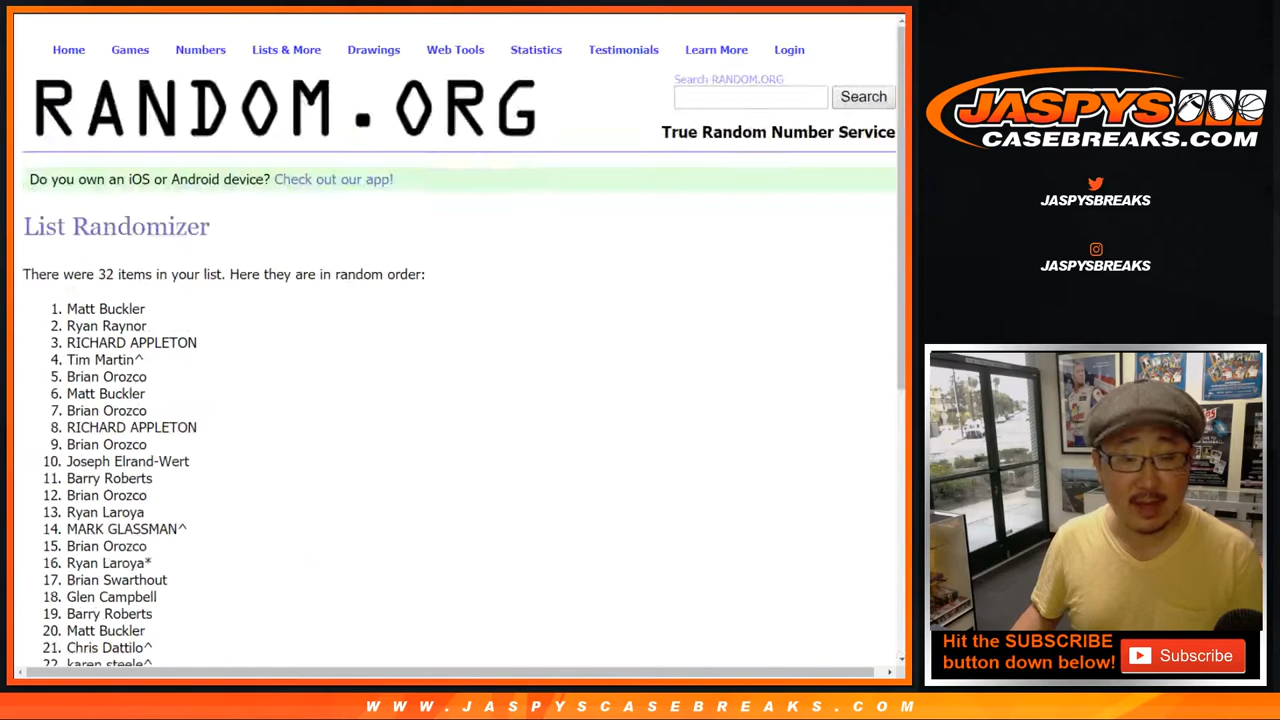 Home Games Numbers Lists & More Drawings Web Tools Statistics Testimonials Learn More Login
RANDOM.ORG
Search RANDOM.ORG
Search
True Random Number Service
Do you own an iOS or Android device? Check out our app!
List Randomizer
There were 32 items in your list. Here they are in random order:
1. Matt Buckler
2. Ryan Raynor
3. RICHARD APPLETON
4. Tim Martin^
5. Brian Orozco
6. Matt Buckler
7. Brian Orozco
8. RICHARD APPLETON
9. Brian Orozco
10. Joseph Elrand-Wert
11. Barry Roberts
12. Brian Orozco
13. Ryan Laroya
14. MARK GLASSMAN^
15. Brian Orozco
16. Ryan Laroya*
17. Brian Swarthout
18. Glen Campbell
19. Barry Roberts
20. Matt Buckler
21. Chris Dattilo^
22. karen steele^
JASPYS
CASEBREAKS.COM
JASPYSBREAKS
JASPYSBREAKS
Hit the SUBSCRIBE
button down below!
Subscribe
WWW.JASPYSCASEBREAKS.COM